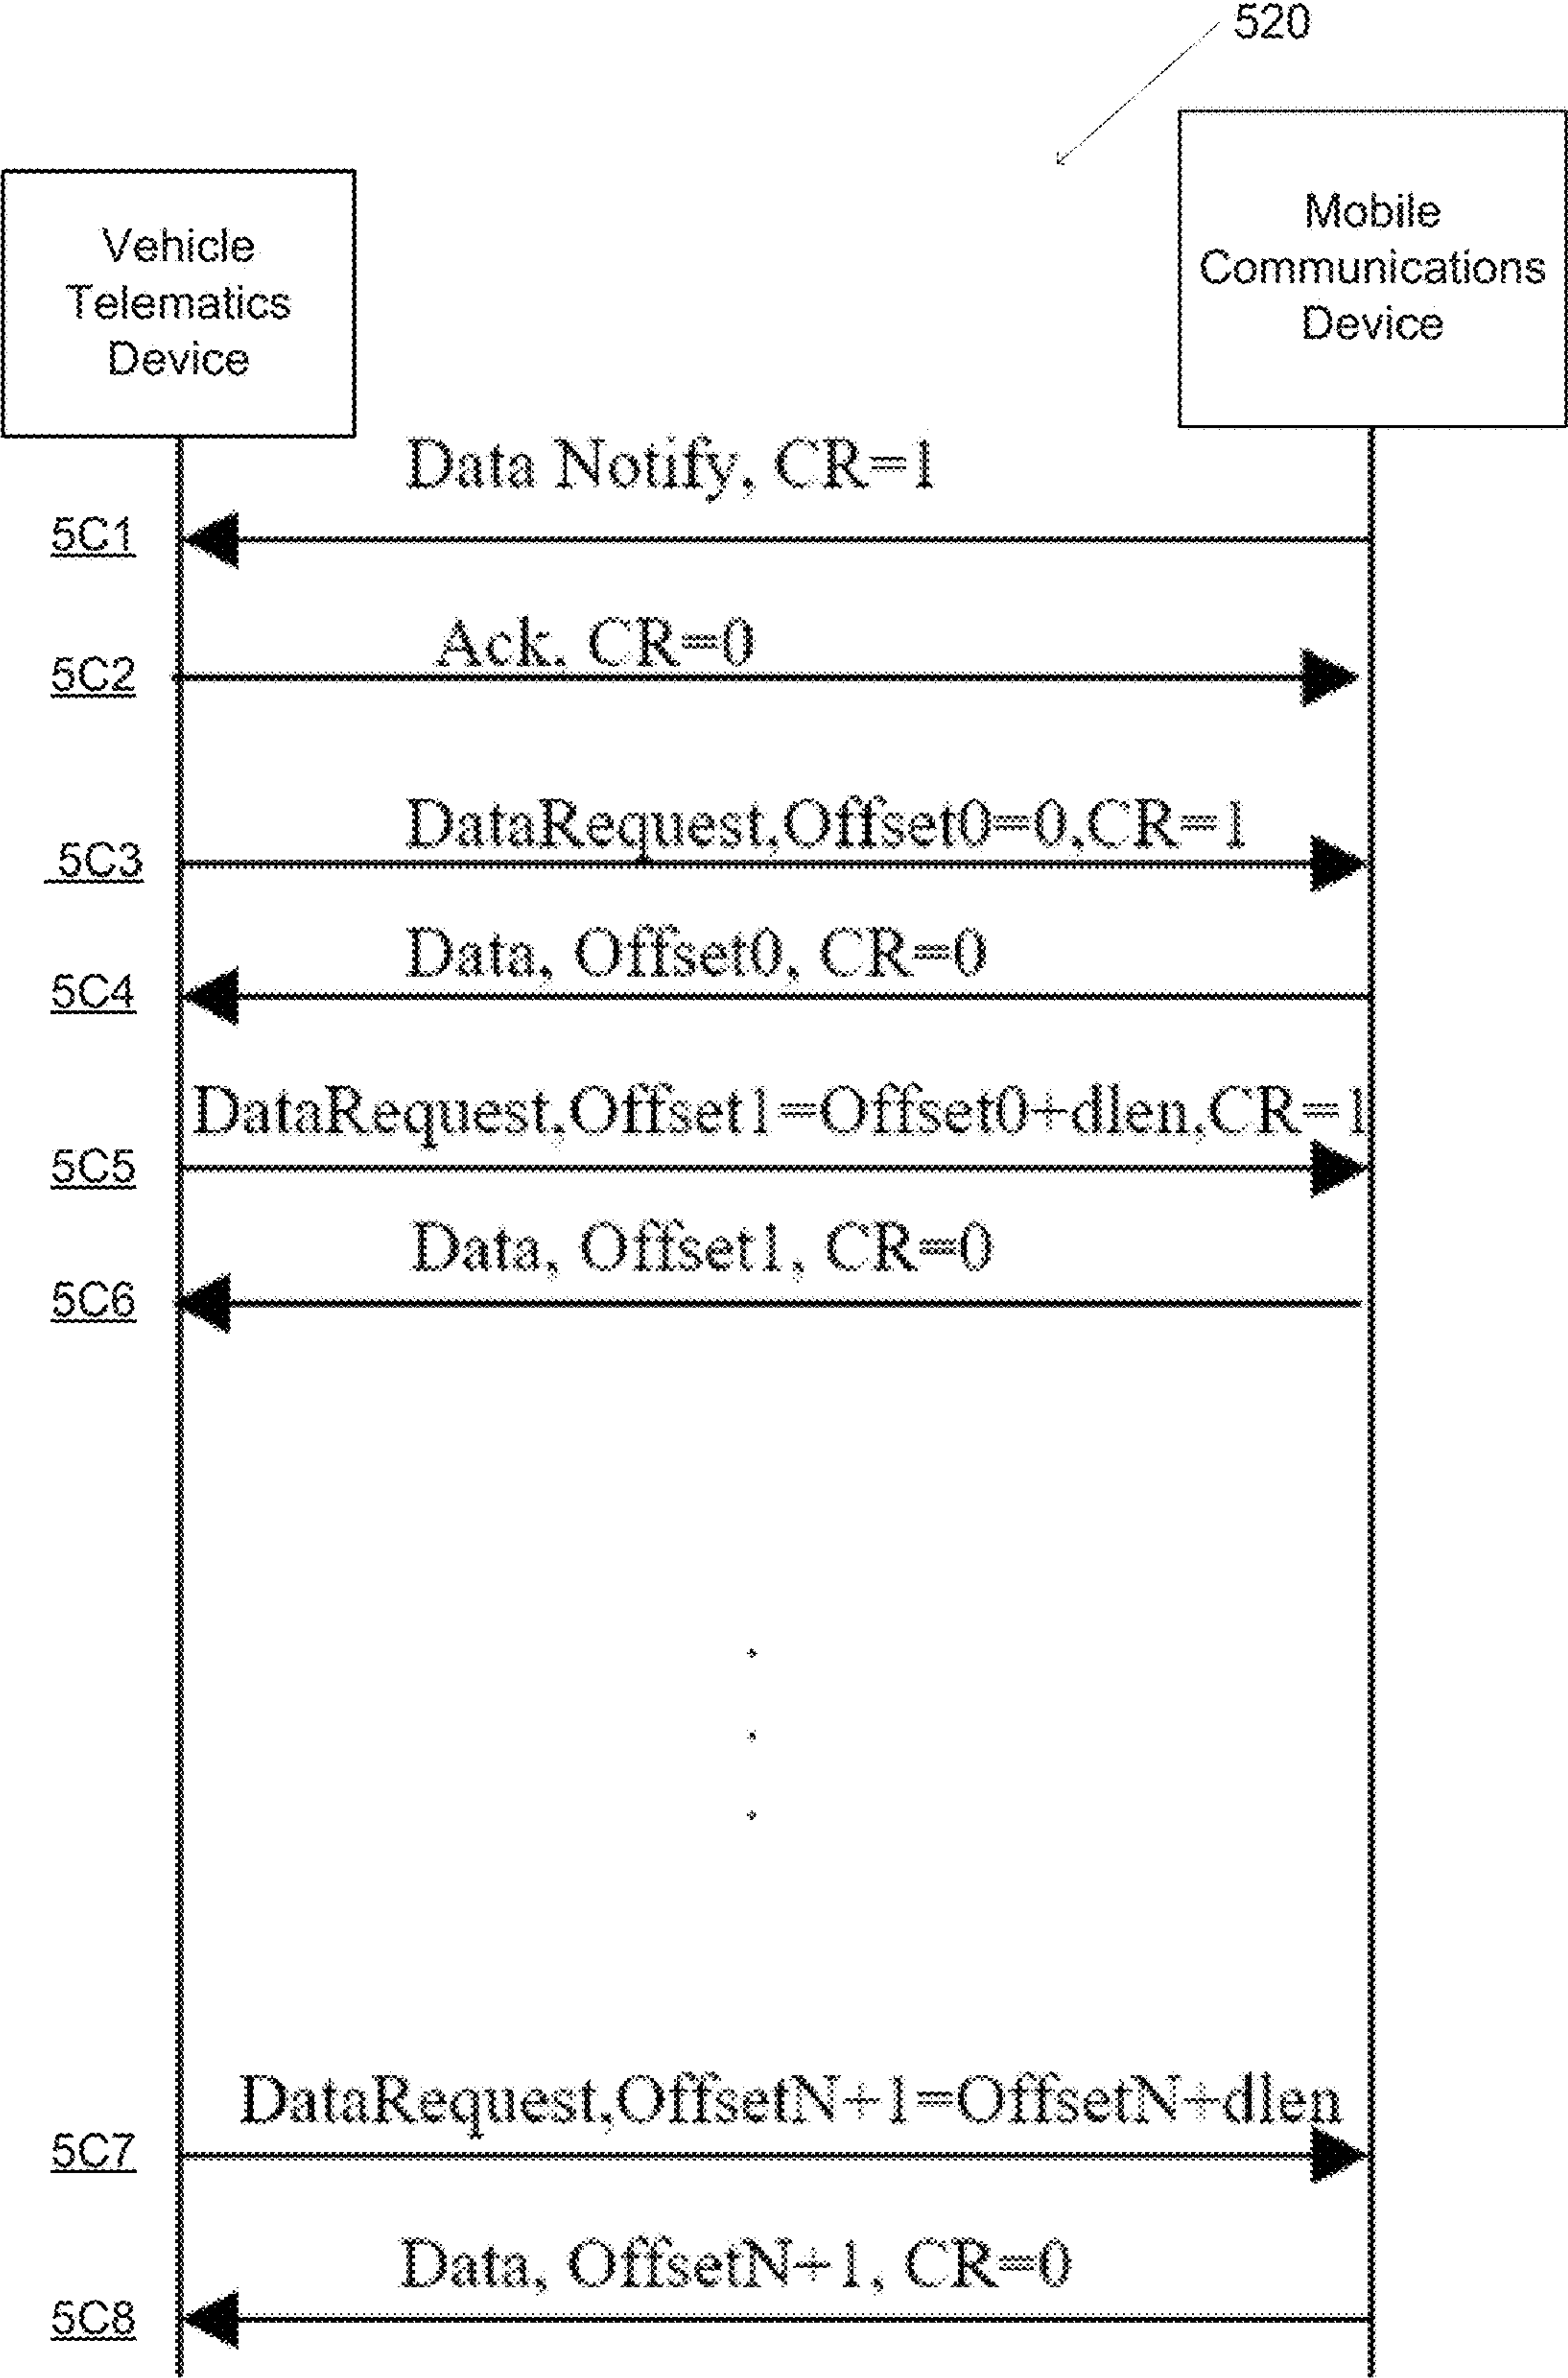 520
Vehicle
Telematics
Device
Mobile
Communications
Device
Data Notify, CR=1
5C1
Ack, CR=0
5C2
DataRequest,Offset0=0,CR=1
5C3
Data, Offset0, CR=0
5C4
DataRequest,Offset1=Offset0+dlen,CR=1
5C5
Data, Offset1, CR=0
5C6
DataRequest,OffsetN+1=OffsetN+dlen
5C7
Data, OffsetN+1, CR=0
5C8